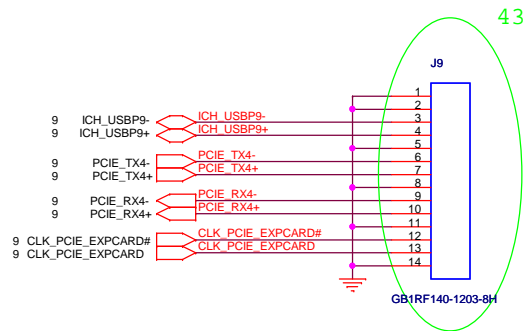 43
J9
1
2
9 ICH_USBP9- ICH_USBP9- 3
9 ICH_USBP9+ ICH_USBP9+ 4
5
9 PCIE_TX4- PCIE_TX4- 6
9 PCIE_TX4+ PCIE_TX4+ 7
8
9 PCIE_RX4- PCIE_RX4- 9
9 PCIE_RX4+ PCIE_RX4+ 10
11
9 CLK_PCIE_EXPCARD# CLK_PCIE_EXPCARD# 12
9 CLK_PCIE_EXPCARD CLK_PCIE_EXPCARD 13
14
GB1RF140-1203-8H